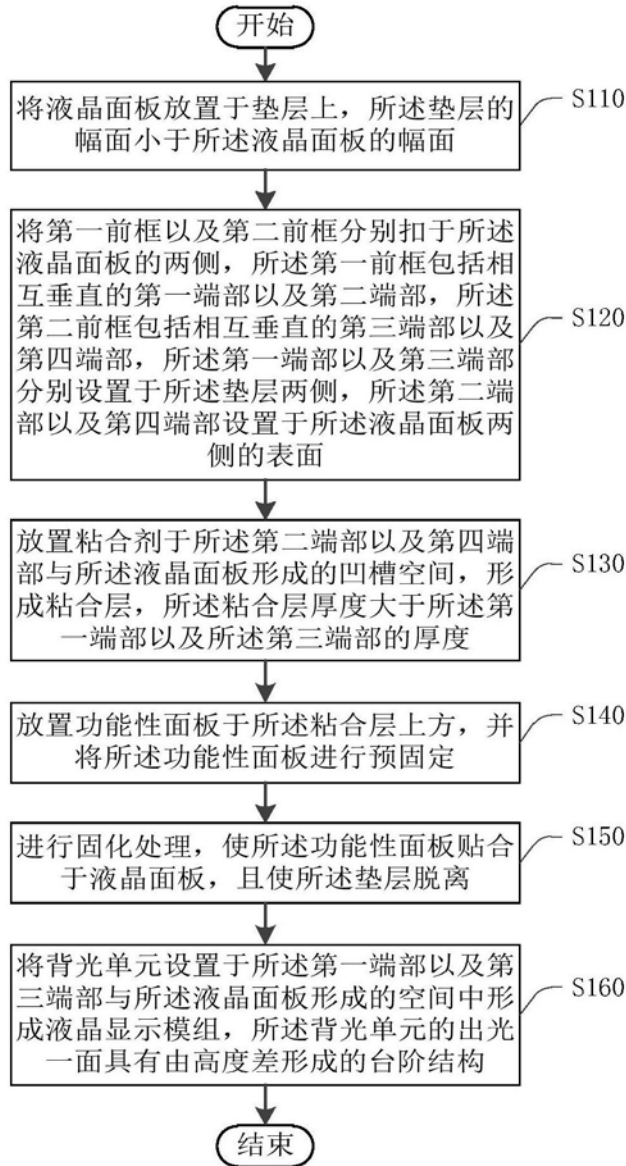 开始
将液晶面板放置于垫层上，所述垫层的
幅面小于所述液晶面板的幅面
S110
将第一前框以及第二前框分别扣于所述
液晶面板的两侧，所述第一前框包括相
互垂直的第一端部以及第二端部，所述
第二前框包括相互垂直的第三端部以及
第四端部，所述第一端部以及第三端部
分别设置于所述垫层两侧，所述第二端
部以及第四端部设置于所述液晶面板两
侧的表面
S120
放置粘合剂于所述第二端部以及第四端
部与所述液晶面板形成的凹槽空间，形
成粘合层，所述粘合层厚度大于所述第
一端部以及所述第三端部的厚度
S130
放置功能性面板于所述粘合层上方，并
将所述功能性面板进行预固定
S140
进行固化处理，使所述功能性面板贴合
于液晶面板，且使所述垫层脱离
S150
将背光单元设置于所述第一端部以及第
三端部与所述液晶面板形成的空间中形
成液晶显示模组，所述背光单元的出光
一面具有由高度差形成的台阶结构
S160
结束